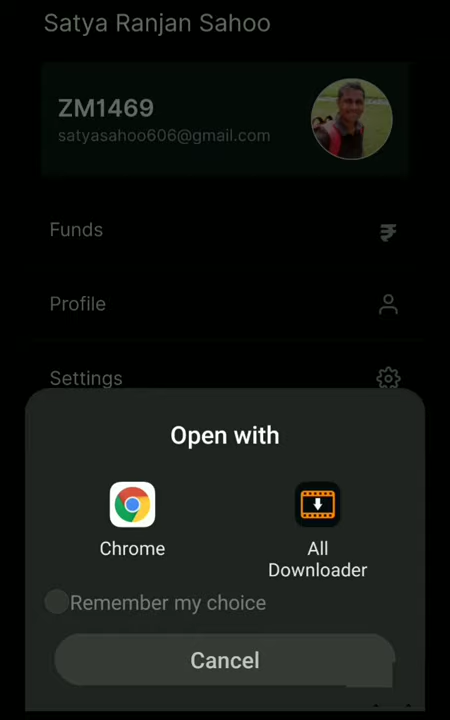 Satya Ranjan Sahoo
ZM1469
satyasahoo606@gmail.com
Funds
Profile
Settings
Open with
Chrome
All
Downloader
Remember my choice
Cancel